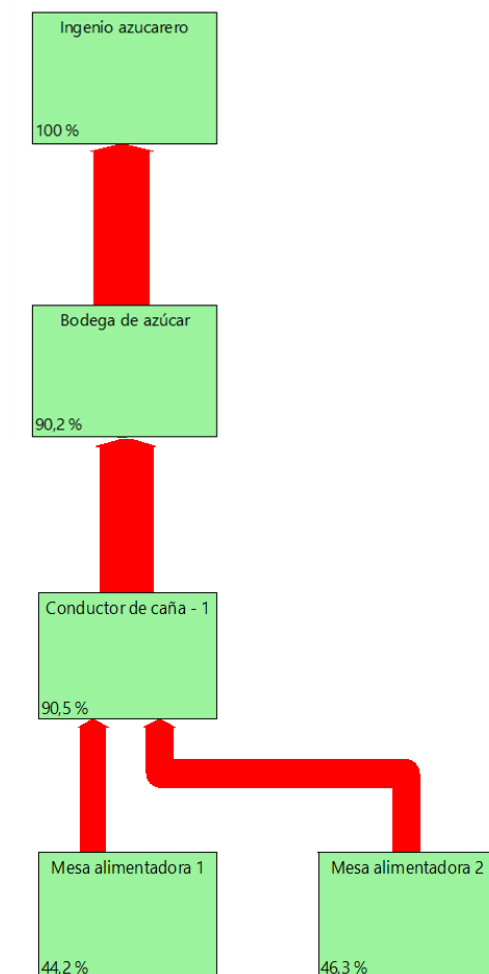 Ingenio azucarero
100 %
Bodega de azúcar
90,2 %
Conductor de caña - 1
90,5 %
Mesa alimentadora 1
44,2 %
Mesa alimentadora 2
46,3 %